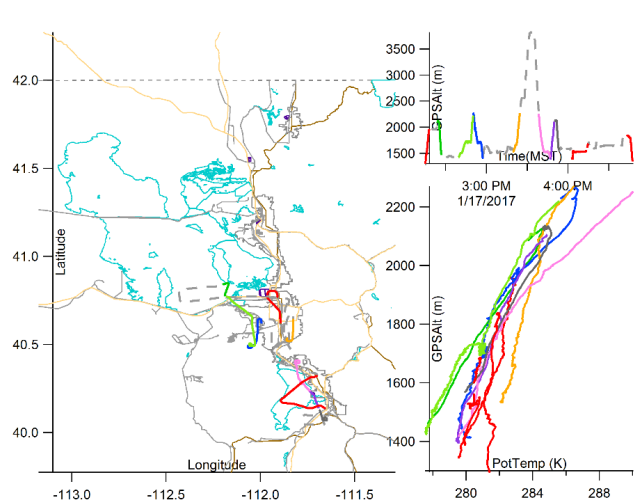 42.0
41.5
41.0
40.5
40.0
Latitude
Longitude
-113.0
-112.5
-112.0
-111.5
3500
3000
2500
2000
1500
GPSAlt (m)
Time(MST)
3:00 PM
4:00 PM
1/17/2017
2200
2000
1800
1600
1400
GPSAlt (m)
PotTemp (K)
280
284
288